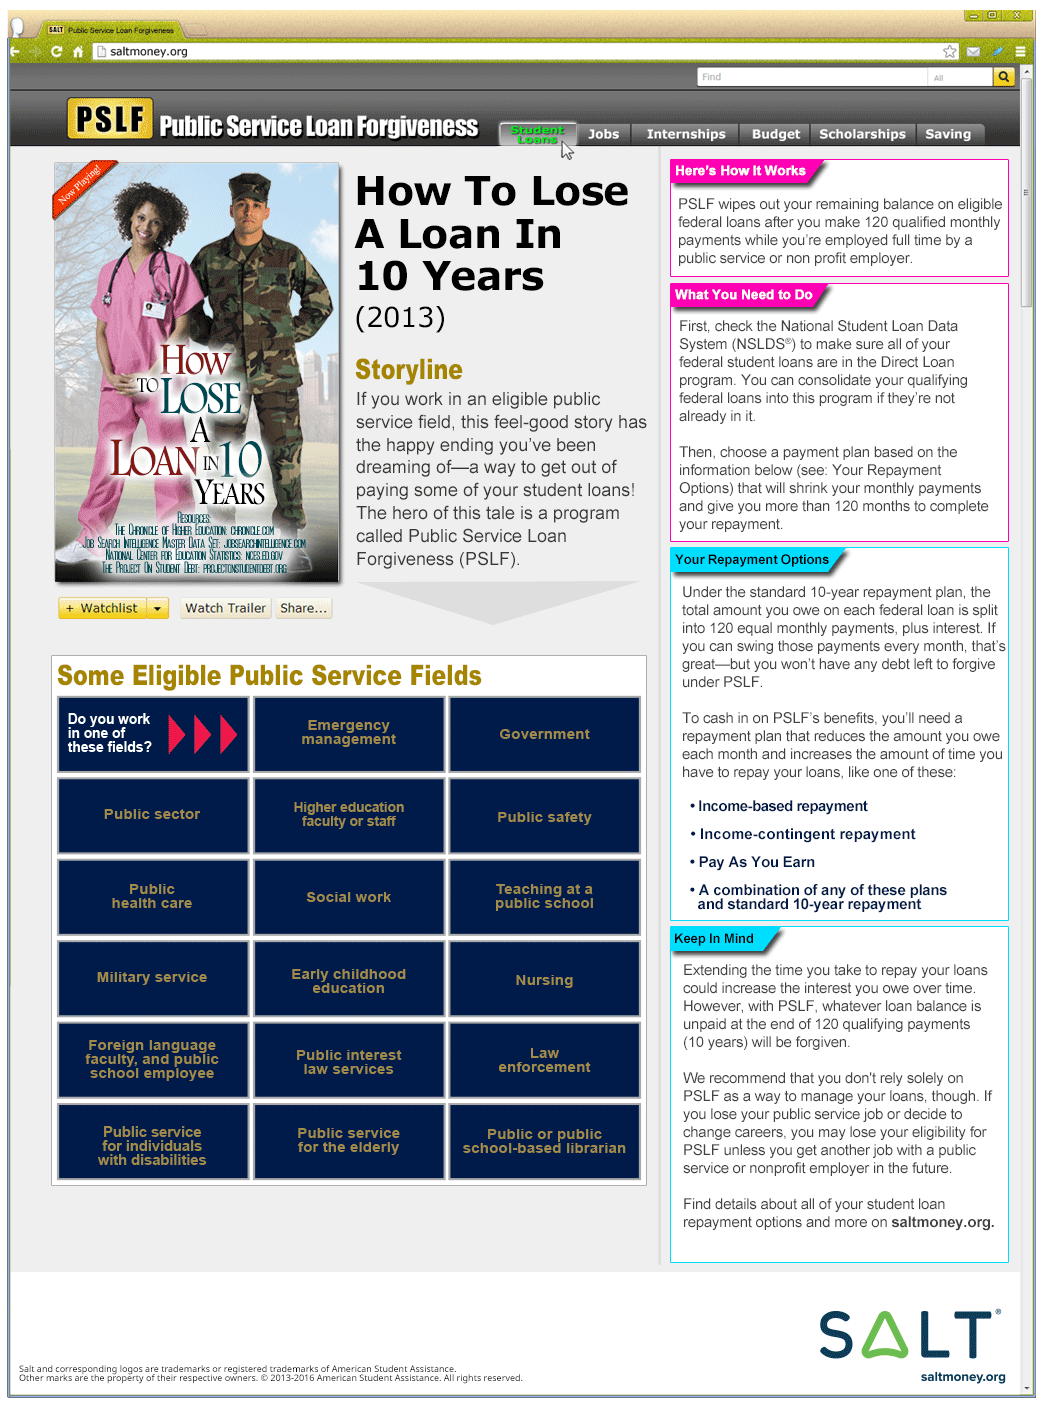 SALT Public Service Loan Forgiveness
saltmoney.org
Find
All
PSLF Public Service Loan Forgiveness
Student
Loans
Jobs
Internships
Budget
Scholarships
Saving
Now Playing!
How
TO LOSE
A
LOAN IN 10
YEARS
RESOURCES:
THE CHRONICLE OF HIGHER EDUCATION: CHRONICLE.COM
JOB SEARCH INTELLIGENCE MASTER DATA SET: JOBSEARCHINTELLIGENCE.COM
NATIONAL CENTER FOR EDUCATION STATISTICS: NCES.ED.GOV
THE PROJECT ON STUDENT DEBT: PROJECTONSTUDENTDEBT.ORG
+ Watchlist
Watch Trailer
Share...
How To Lose
A Loan In
10 Years
(2013)
Storyline
If you work in an eligible public
service field, this feel-good story has
the happy ending you've been
dreaming of—a way to get out of
paying some of your student loans!
The hero of this tale is a program
called Public Service Loan
Forgiveness (PSLF).
Some Eligible Public Service Fields
Do you work
in one of
these fields?
Emergency
management
Government
Public sector
Higher education
faculty or staff
Public safety
Public
health care
Social work
Teaching at a
public school
Military service
Early childhood
education
Nursing
Foreign language
faculty, and public
school employee
Public interest
law services
Law
enforcement
Public service
for individuals
with disabilities
Public service
for the elderly
Public or public
school-based librarian
Here's How It Works
PSLF wipes out your remaining balance on eligible
federal loans after you make 120 qualified monthly
payments while you're employed full time by a
public service or non profit employer.
What You Need to Do
First, check the National Student Loan Data
System (NSLDS®) to make sure all of your
federal student loans are in the Direct Loan
program. You can consolidate your qualifying
federal loans into this program if they're not
already in it.
Then, choose a payment plan based on the
information below (see: Your Repayment
Options) that will shrink your monthly payments
and give you more than 120 months to complete
your repayment.
Your Repayment Options
Under the standard 10-year repayment plan, the
total amount you owe on each federal loan is split
into 120 equal monthly payments, plus interest. If
you can swing those payments every month, that's
great—but you won't have any debt left to forgive
under PSLF.
To cash in on PSLF's benefits, you'll need a
repayment plan that reduces the amount you owe
each month and increases the amount of time you
have to repay your loans, like one of these:
• Income-based repayment
• Income-contingent repayment
• Pay As You Earn
• A combination of any of these plans
and standard 10-year repayment
Keep In Mind
Extending the time you take to repay your loans
could increase the interest you owe over time.
However, with PSLF, whatever loan balance is
unpaid at the end of 120 qualifying payments
(10 years) will be forgiven.
We recommend that you don't rely solely on
PSLF as a way to manage your loans, though. If
you lose your public service job or decide to
change careers, you may lose your eligibility for
PSLF unless you get another job with a public
service or nonprofit employer in the future.
Find details about all of your student loan
repayment options and more on saltmoney.org.
SALT®
saltmoney.org
Salt and corresponding logos are trademarks or registered trademarks of American Student Assistance.
Other marks are the property of their respective owners. © 2013-2016 American Student Assistance. All rights reserved.